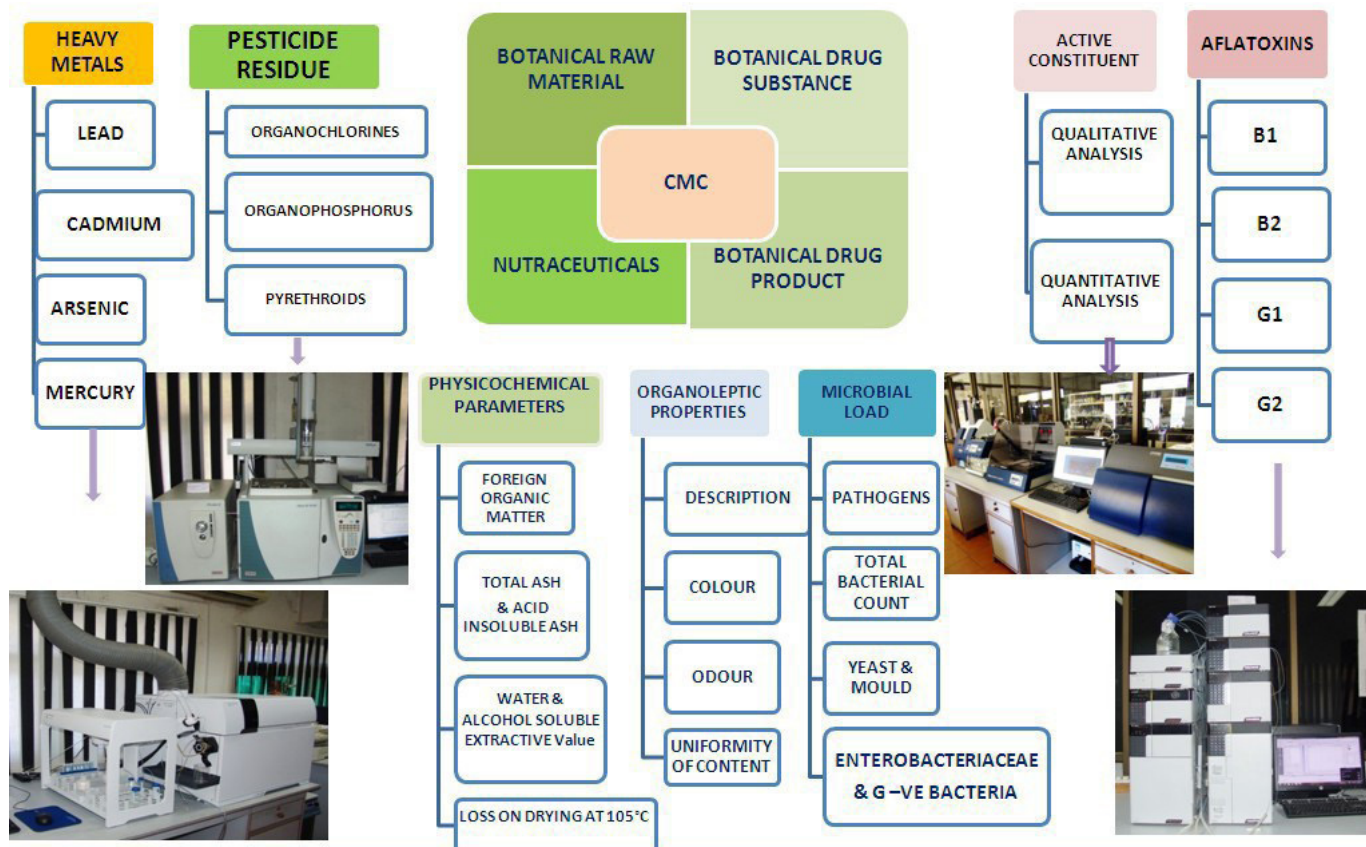 HEAVY
METALS
LEAD
CADMIUM
ARSENIC
MERCURY
PESTICIDE
RESIDUE
ORGANOCHLORINES
ORGANOPHOSPHORUS
PYRETHROIDS
BOTANICAL RAW
MATERIAL
BOTANICAL DRUG
SUBSTANCE
CMC
NUTRACEUTICALS
BOTANICAL DRUG
PRODUCT
ACTIVE
CONSTITUENT
QUALITATIVE
ANALYSIS
QUANTITATIVE
ANALYSIS
AFLATOXINS
B1
B2
G1
G2
PHYSICOCHEMICAL
PARAMETERS
FOREIGN
ORGANIC
MATTER
TOTAL ASH
& ACID
INSOLUBLE ASH
WATER &
ALCOHOL SOLUBLE
EXTRACTIVE Value
LOSS ON DRYING AT 105°C
ORGANOLEPTIC
PROPERTIES
DESCRIPTION
COLOUR
ODOUR
UNIFORMITY
OF CONTENT
MICROBIAL
LOAD
PATHOGENS
TOTAL
BACTERIAL
COUNT
YEAST &
MOULD
ENTEROBACTERIACEAE
& G –VE BACTERIA